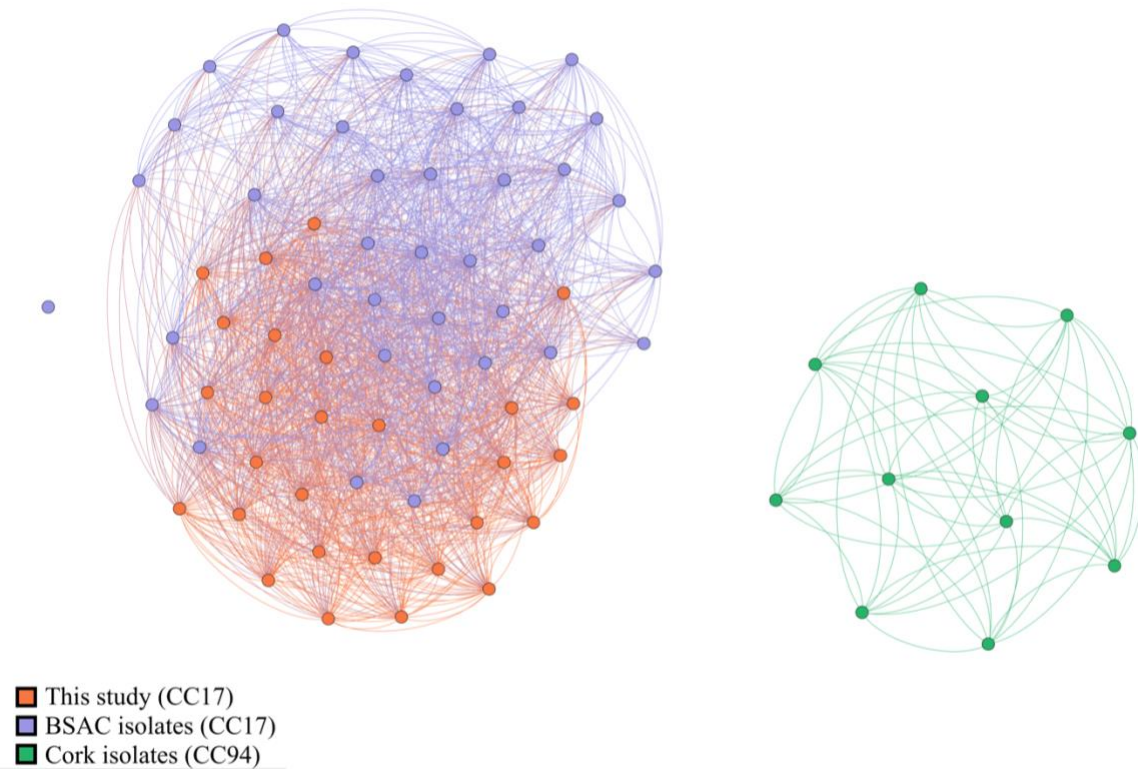 This study (CC17)
BSAC isolates (CC17)
Cork isolates (CC94)